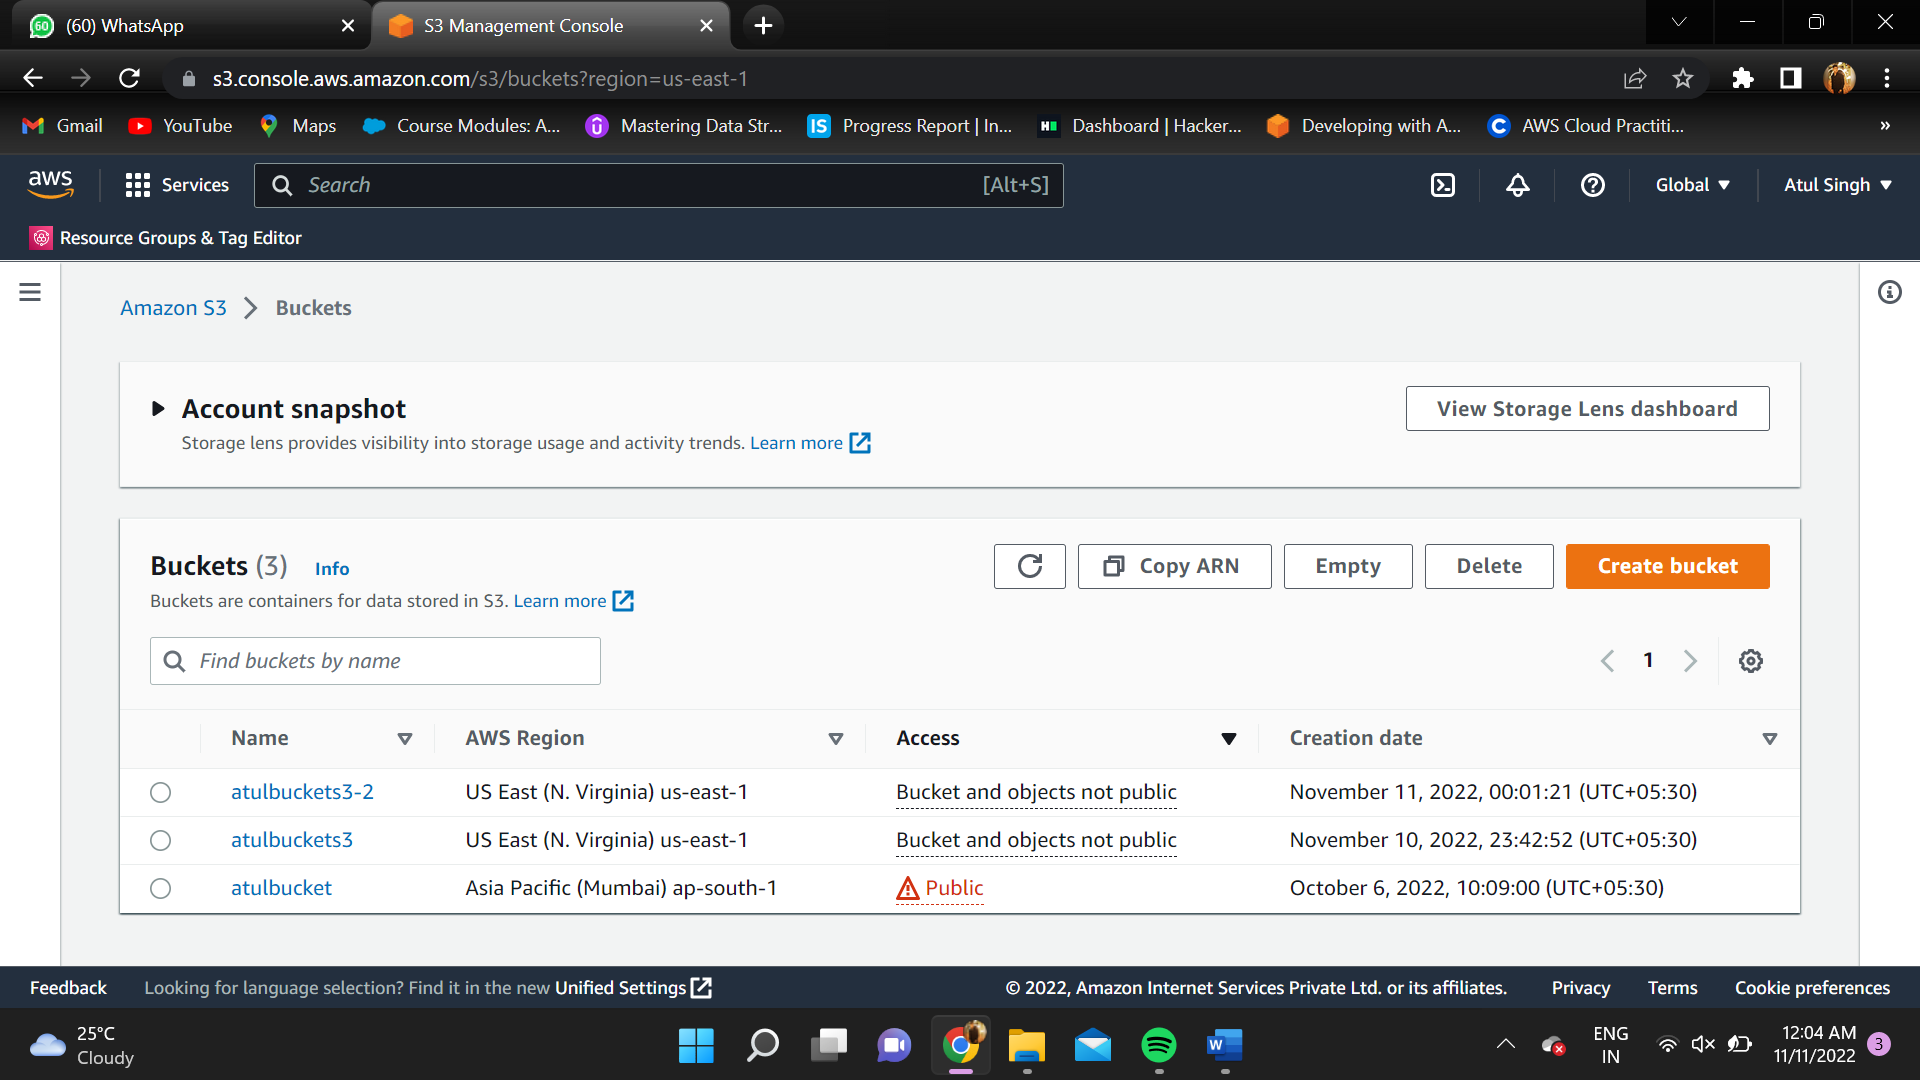 60 (60) WhatsApp
S3 Management Console
s3.console.aws.amazon.com/s3/buckets?region=us-east-1
Gmail YouTube Maps Course Modules: A... Mastering Data Str... IS Progress Report | In... Dashboard | Hacker... Developing with A... C AWS Cloud Practiti... »
aws Services Search [Alt+S] Global Atul Singh
Resource Groups & Tag Editor
Amazon S3 Buckets
Account snapshot View Storage Lens dashboard
Storage lens provides visibility into storage usage and activity trends. Learn more
Buckets (3) Info Copy ARN Empty Delete Create bucket
Buckets are containers for data stored in S3. Learn more
Find buckets by name 1
Name AWS Region Access Creation date
atulbuckets3-2 US East (N. Virginia) us-east-1 Bucket and objects not public November 11, 2022, 00:01:21 (UTC+05:30)
atulbuckets3 US East (N. Virginia) us-east-1 Bucket and objects not public November 10, 2022, 23:42:52 (UTC+05:30)
atulbucket Asia Pacific (Mumbai) ap-south-1 Public October 6, 2022, 10:09:00 (UTC+05:30)
Feedback Looking for language selection? Find it in the new Unified Settings © 2022, Amazon Internet Services Private Ltd. or its affiliates. Privacy Terms Cookie preferences
25°C
Cloudy
W
ENG
IN
12:04 AM
11/11/2022
3